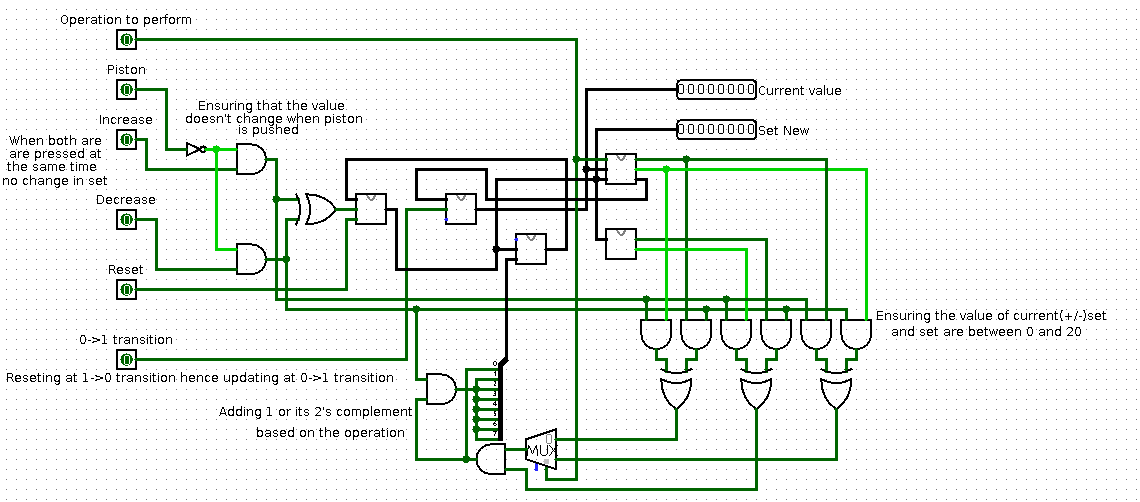 Operation to perform
Piston
Ensuring that the value
doesn't change when piston
is pushed
Increase
When both are
are pressed at
the same time
no change in set
Decrease
Reset
0->1 transition
Resetting at 1->0 transition hence updating at 0->1 transition
Adding 1 or its 2's complement
based on the operation
00000000 Current value
00000000 Set New
Ensuring the value of current(+/-)set
and set are between 0 and 20
MUX
0